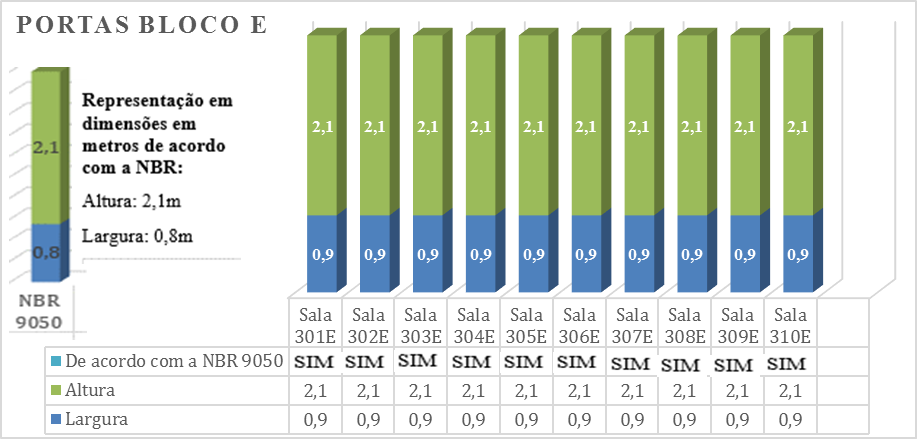 PORTAS BLOCO E
2,1
0,8
NBR
9050
Representação em
dimensões em
metros de acordo
com a NBR:
Altura: 2,1m
Largura: 0,8m
2,1 2,1 2,1 2,1 2,1 2,1 2,1 2,1 2,1 2,1
0,9 0,9 0,9 0,9 0,9 0,9 0,9 0,9 0,9 0,9
Sala Sala Sala Sala Sala Sala Sala Sala Sala Sala
301E 302E 303E 304E 305E 306E 307E 308E 309E 310E
De acordo com a NBR 9050 SIM SIM SIM SIM SIM SIM SIM SIM SIM SIM
Altura 2,1 2,1 2,1 2,1 2,1 2,1 2,1 2,1 2,1 2,1
Largura 0,9 0,9 0,9 0,9 0,9 0,9 0,9 0,9 0,9 0,9